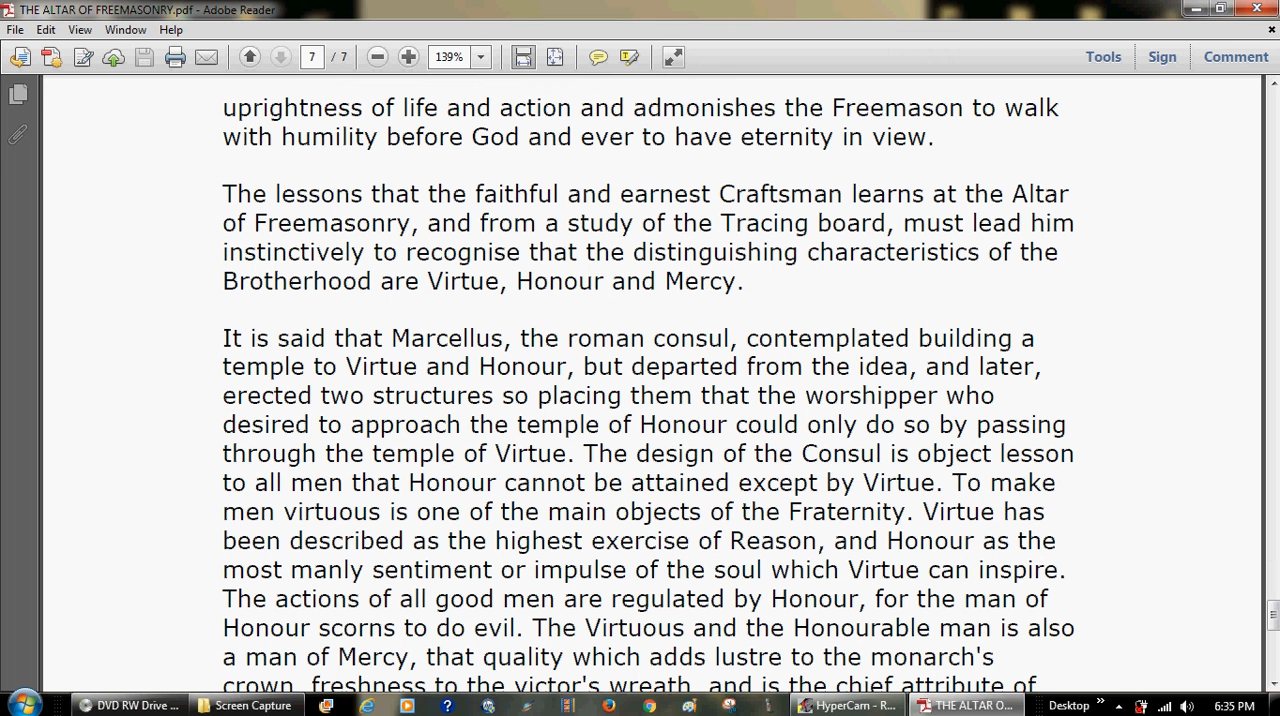 THE ALTAR OF FREEMASONRY.pdf - Adobe Reader
File Edit View Window Help
7 / 7 139% Tools Sign Comment
uprightness of life and action and admonishes the Freemason to walk
with humility before God and ever to have eternity in view.
The lessons that the faithful and earnest Craftsman learns at the Altar
of Freemasonry, and from a study of the Tracing board, must lead him
instinctively to recognise that the distinguishing characteristics of the
Brotherhood are Virtue, Honour and Mercy.
It is said that Marcellus, the roman consul, contemplated building a
temple to Virtue and Honour, but departed from the idea, and later,
erected two structures so placing them that the worshipper who
desired to approach the temple of Honour could only do so by passing
through the temple of Virtue. The design of the Consul is object lesson
to all men that Honour cannot be attained except by Virtue. To make
men virtuous is one of the main objects of the Fraternity. Virtue has
been described as the highest exercise of Reason, and Honour as the
most manly sentiment or impulse of the soul which Virtue can inspire.
The actions of all good men are regulated by Honour, for the man of
Honour scorns to do evil. The Virtuous and the Honourable man is also
a man of Mercy, that quality which adds lustre to the monarch's
crown, freshness to the victor's wreath, and is the chief attribute of
DVD RW Drive ... Screen Capture HyperCam - R... THE ALTAR O... Desktop 6:35 PM